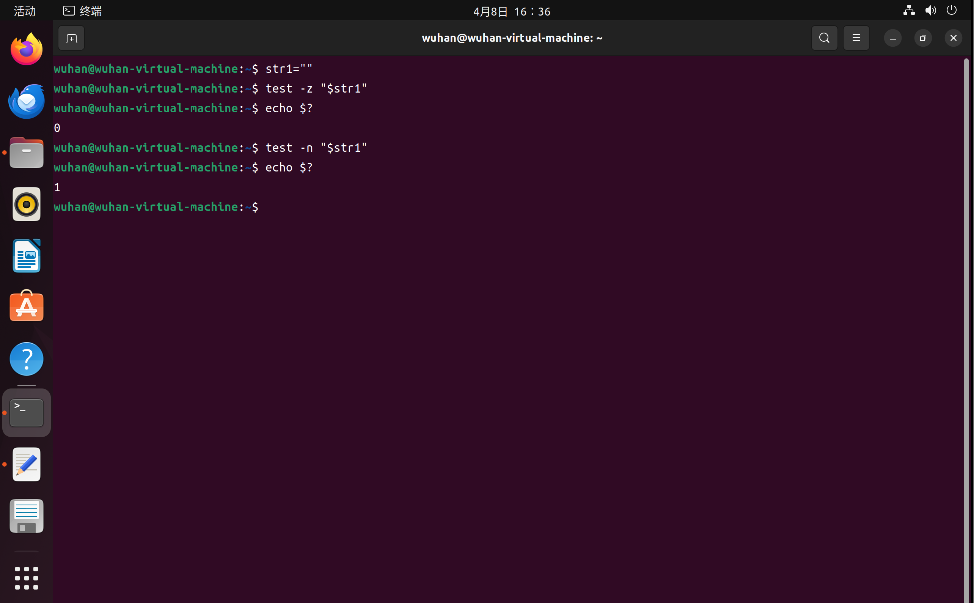 活动
终端
4月8日 16：36
wuhan@wuhan-virtual-machine: ~
wuhan@wuhan-virtual-machine:~$ str1=""
wuhan@wuhan-virtual-machine:~$ test -z "$str1"
wuhan@wuhan-virtual-machine:~$ echo $?
0
wuhan@wuhan-virtual-machine:~$ test -n "$str1"
wuhan@wuhan-virtual-machine:~$ echo $?
1
wuhan@wuhan-virtual-machine:~$